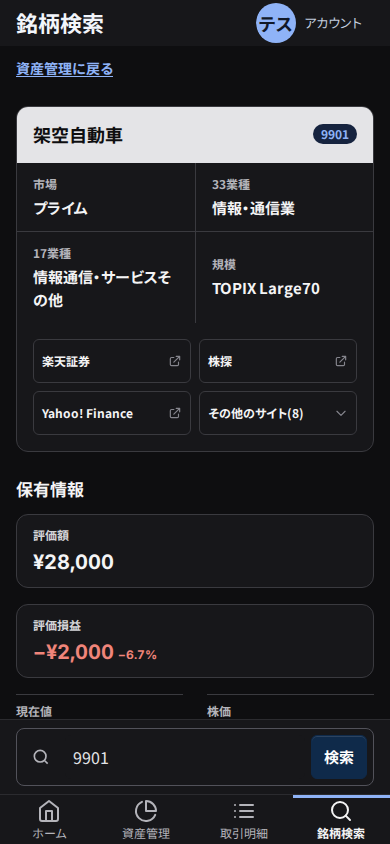 銘柄検索
テス アカウント
資産管理に戻る
架空自動車 9901
市場
プライム
33業種
情報・通信業
17業種
情報通信・サービスそ
の他
規模
TOPIX Large70
楽天証券
株探
Yahoo! Finance
その他のサイト(8)
保有情報
評価額
¥28,000
評価損益
−¥2,000 −6.7%
現在値
株価
9901
検索
ホーム
資産管理
取引明細
銘柄検索